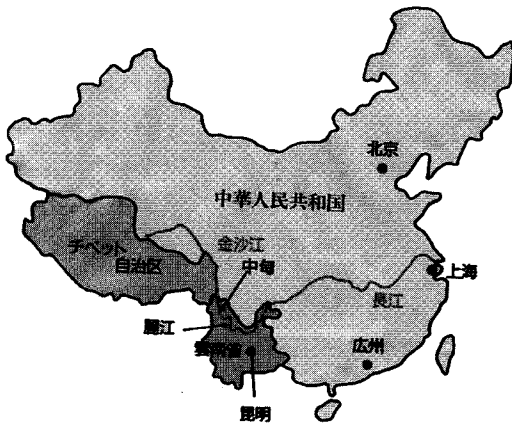 北京
中華人民共和国
チベット
自治区
金沙江
中甸
上海
長江
麗江
雲南省
広州
昆明